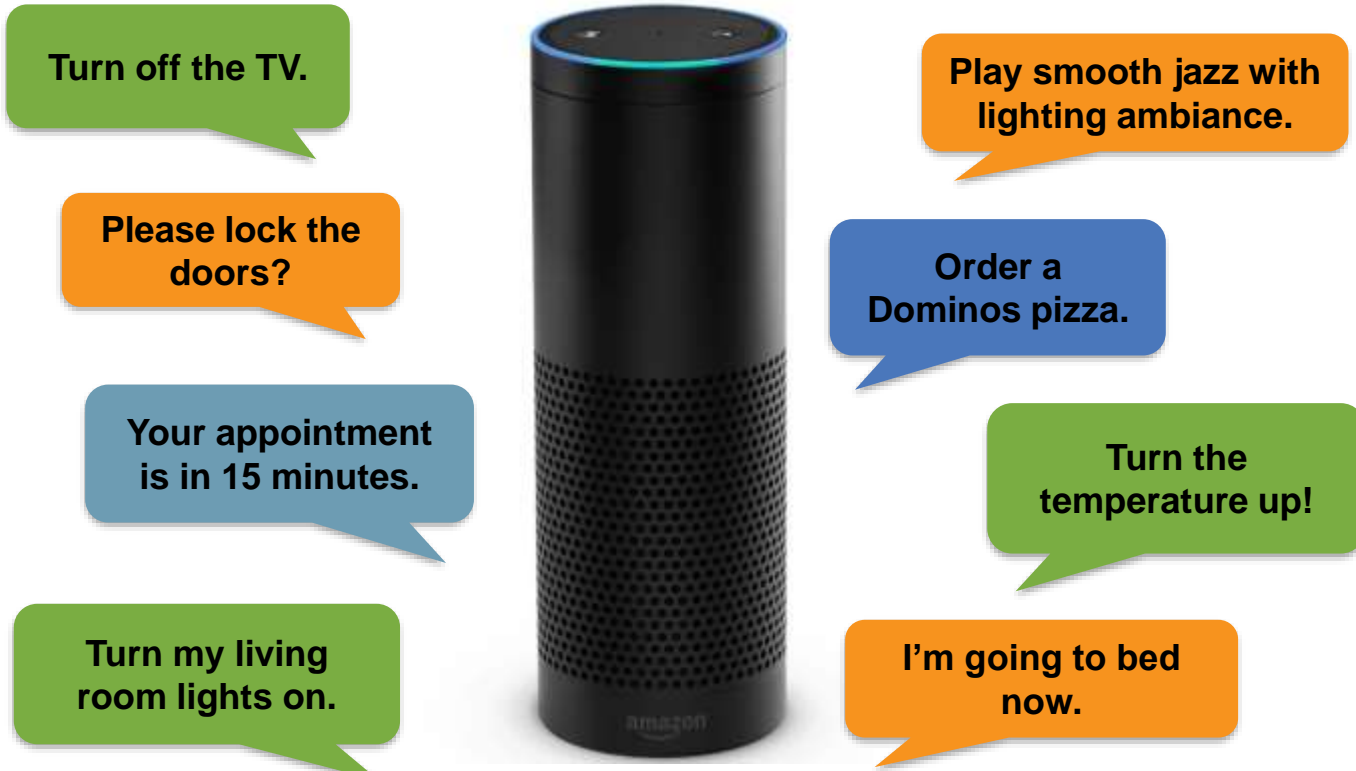 Turn off the TV.
Play smooth jazz with
lighting ambiance.
Please lock the
doors?
Order a
Dominos pizza.
Your appointment
is in 15 minutes.
Turn the
temperature up!
Turn my living
room lights on.
I’m going to bed
now.
amazon